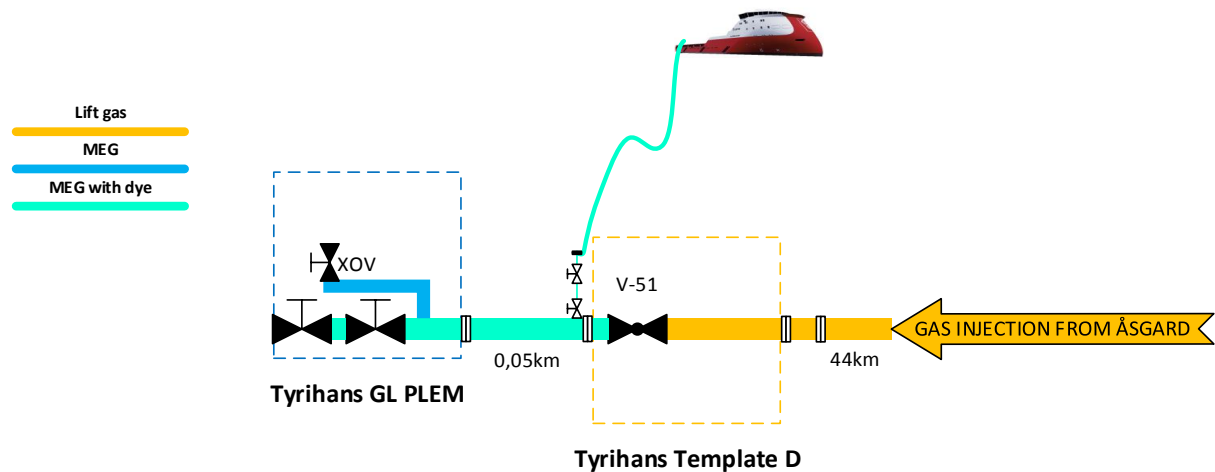 Lift gas
MEG
MEG with dye
XOV
V-51
GAS INJECTION FROM ÅSGARD
0,05km
44km
Tyrihans GL PLEM
Tyrihans Template D